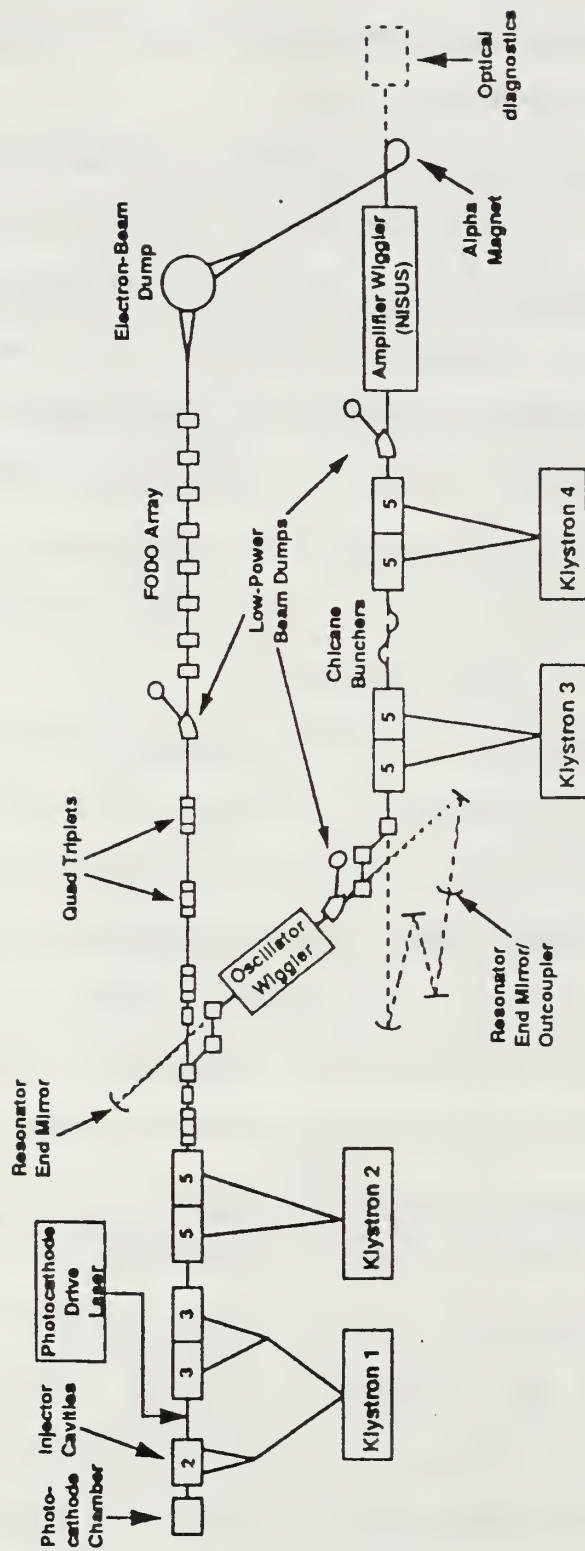 Photo-
cathode
Chamber
Injector
Cavities
Photocathode
Drive
Laser
2
3
3
5
5
Klystron 1
Klystron 2
Resonator
End Mirror
Quad Triplets
FODO Array
Electron-Beam
Dump
Oscillator
Wiggler
Low-Power
Beam Dumps
Resonator
End Mirror/
Outcoupler
5
5
Chicane
Bunchers
5
5
Klystron 3
Klystron 4
Amplifier Wiggler
(NISUS)
Alpha
Magnet
Optical
diagnostics